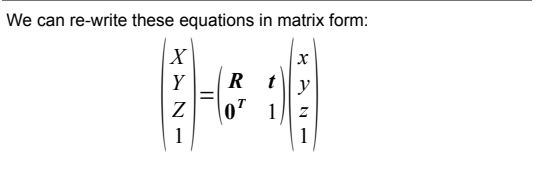 We can re-write these equations in matrix form:
(X Y Z 1) = (R t 0ᵀ 1) (x y z 1)